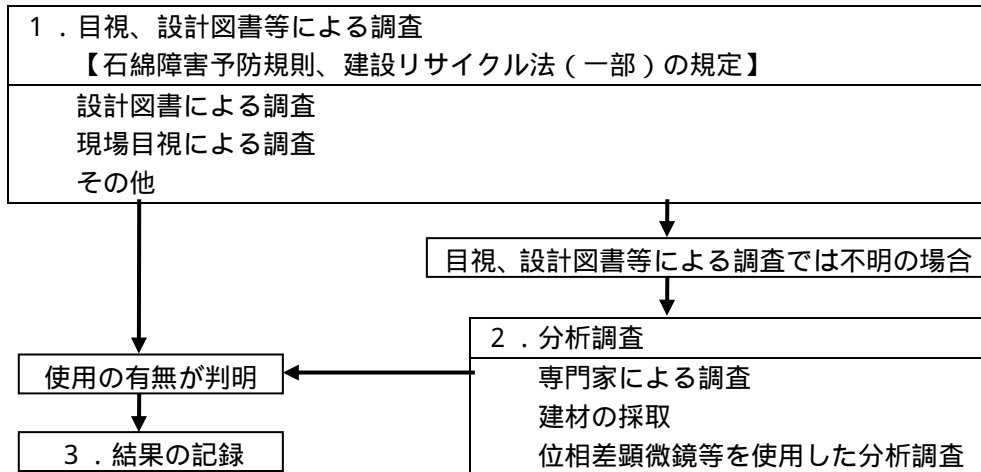 １．目視、設計図書等による調査
【石綿障害予防規則、建設リサイクル法（一部）の規定】
設計図書による調査
現場目視による調査
その他
目視、設計図書等による調査では不明の場合
２．分析調査
使用の有無が判明
専門家による調査
建材の採取
３．結果の記録
位相差顕微鏡等を使用した分析調査